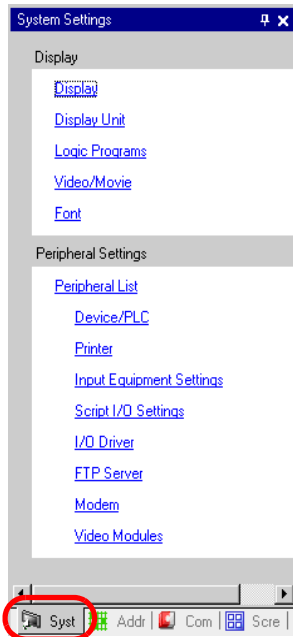 System Settings
Display
Display
Display Unit
Logic Programs
Video/Movie
Font
Peripheral Settings
Peripheral List
Device/PLC
Printer
Input Equipment Settings
Script I/O Settings
I/O Driver
FTP Server
Modem
Video Modules
Syst Addr Com Scre